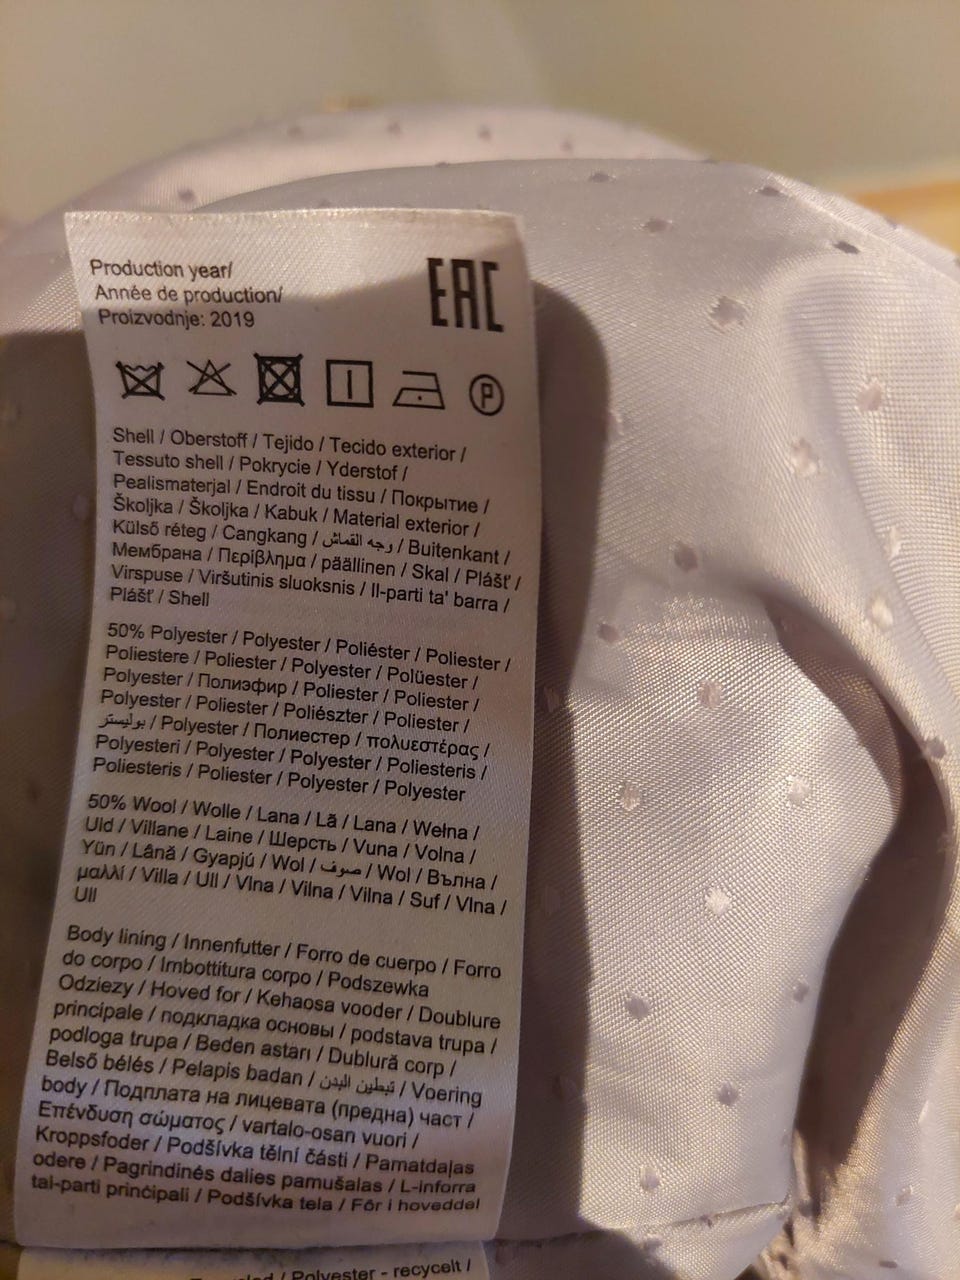 Production year/
Année de production/
Proizvodnje: 2019
EAC
P
Shell / Oberstoff / Tejido / Tecido exterior /
Tessuto shell / Pokrycie / Yderstof /
Pealismaterjal / Endroit du tissu / Покрытие /
Školjka / Školjka / Kabuk / Material exterior /
Külső réteg / Cangkang / وجه القماش / Buitenkant /
Мембрана / Περίβλημα / päällinen / Skal / Plášť /
Virspuse / Viršutinis sluoksnis / Il-parti ta' barra /
Plášť / Shell
50% Polyester / Polyester / Poliéster / Poliester /
Poliestere / Poliester / Polyester / Polüester /
Polyester / Полиэфир / Poliester / Poliester /
Polyester / Poliester / Poliészter / Poliester /
بوليستر / Polyester / Полиестер / πολυεστέρας /
Polyesteri / Polyester / Polyester / Poliesteris /
Poliesteris / Poliester / Polyester / Polyester
50% Wool / Wolle / Lana / Lã / Lana / Wełna /
Uld / Villane / Laine / Шерсть / Vuna / Volna /
Yün / Lână / Gyapjú / Wol / صوف / Wol / Вълна /
μαλλί / Villa / Ull / Vlna / Vilna / Vilna / Suf / Vlna /
Ull
Body lining / Innenfutter / Forro de cuerpo / Forro
do corpo / Imbottitura corpo / Podszewka
Odziezy / Hoved for / Kehaosa vooder / Doublure
principale / подкладка основы / podstava trupa /
podloga trupa / Beden astarı / Dublură corp /
Belső bélés / Pelapis badan / تبطين البدن / Voering
body / Подплата на лицевата (предна) част /
Επένδυση σώματος / vartalo-osan vuori /
Kroppsfoder / Podšívka tělní části / Pamatdaļas
odere / Pagrindinės dalies pamušalas / L-inforra
tal-parti prinċipali / Podšívka tela / Fôr i hoveddel
/ Polyester - recycelt /